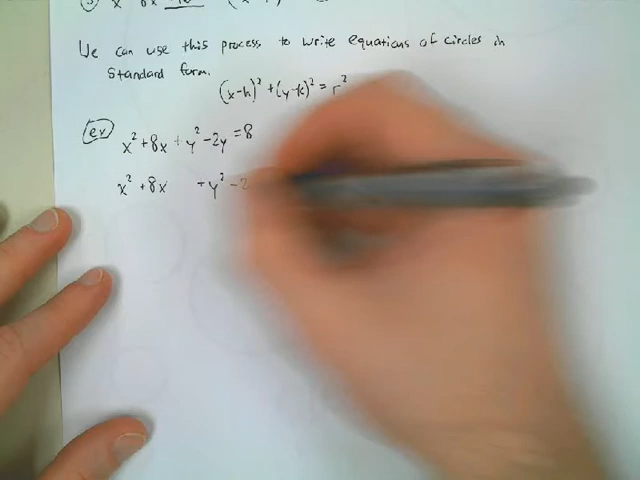 We can use this process to write equations of circles in
standard form.
(x-h)² + (y-k)² = r²
ex x² + 8x + y² - 2y = 8
x² + 8x + y² - 2